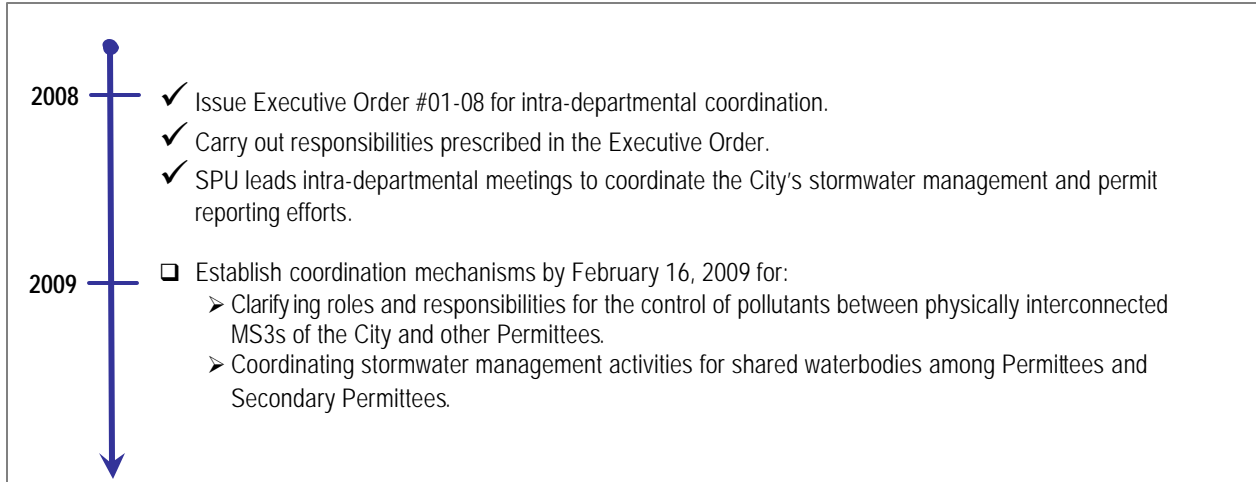 2008
✓ Issue Executive Order #01-08 for intra-departmental coordination.
✓ Carry out responsibilities prescribed in the Executive Order.
✓ SPU leads intra-departmental meetings to coordinate the City's stormwater management and permit
reporting efforts.
2009
❑ Establish coordination mechanisms by February 16, 2009 for:
➢ Clarifying roles and responsibilities for the control of pollutants between physically interconnected
MS3s of the City and other Permittees.
➢ Coordinating stormwater management activities for shared waterbodies among Permittees and
Secondary Permittees.